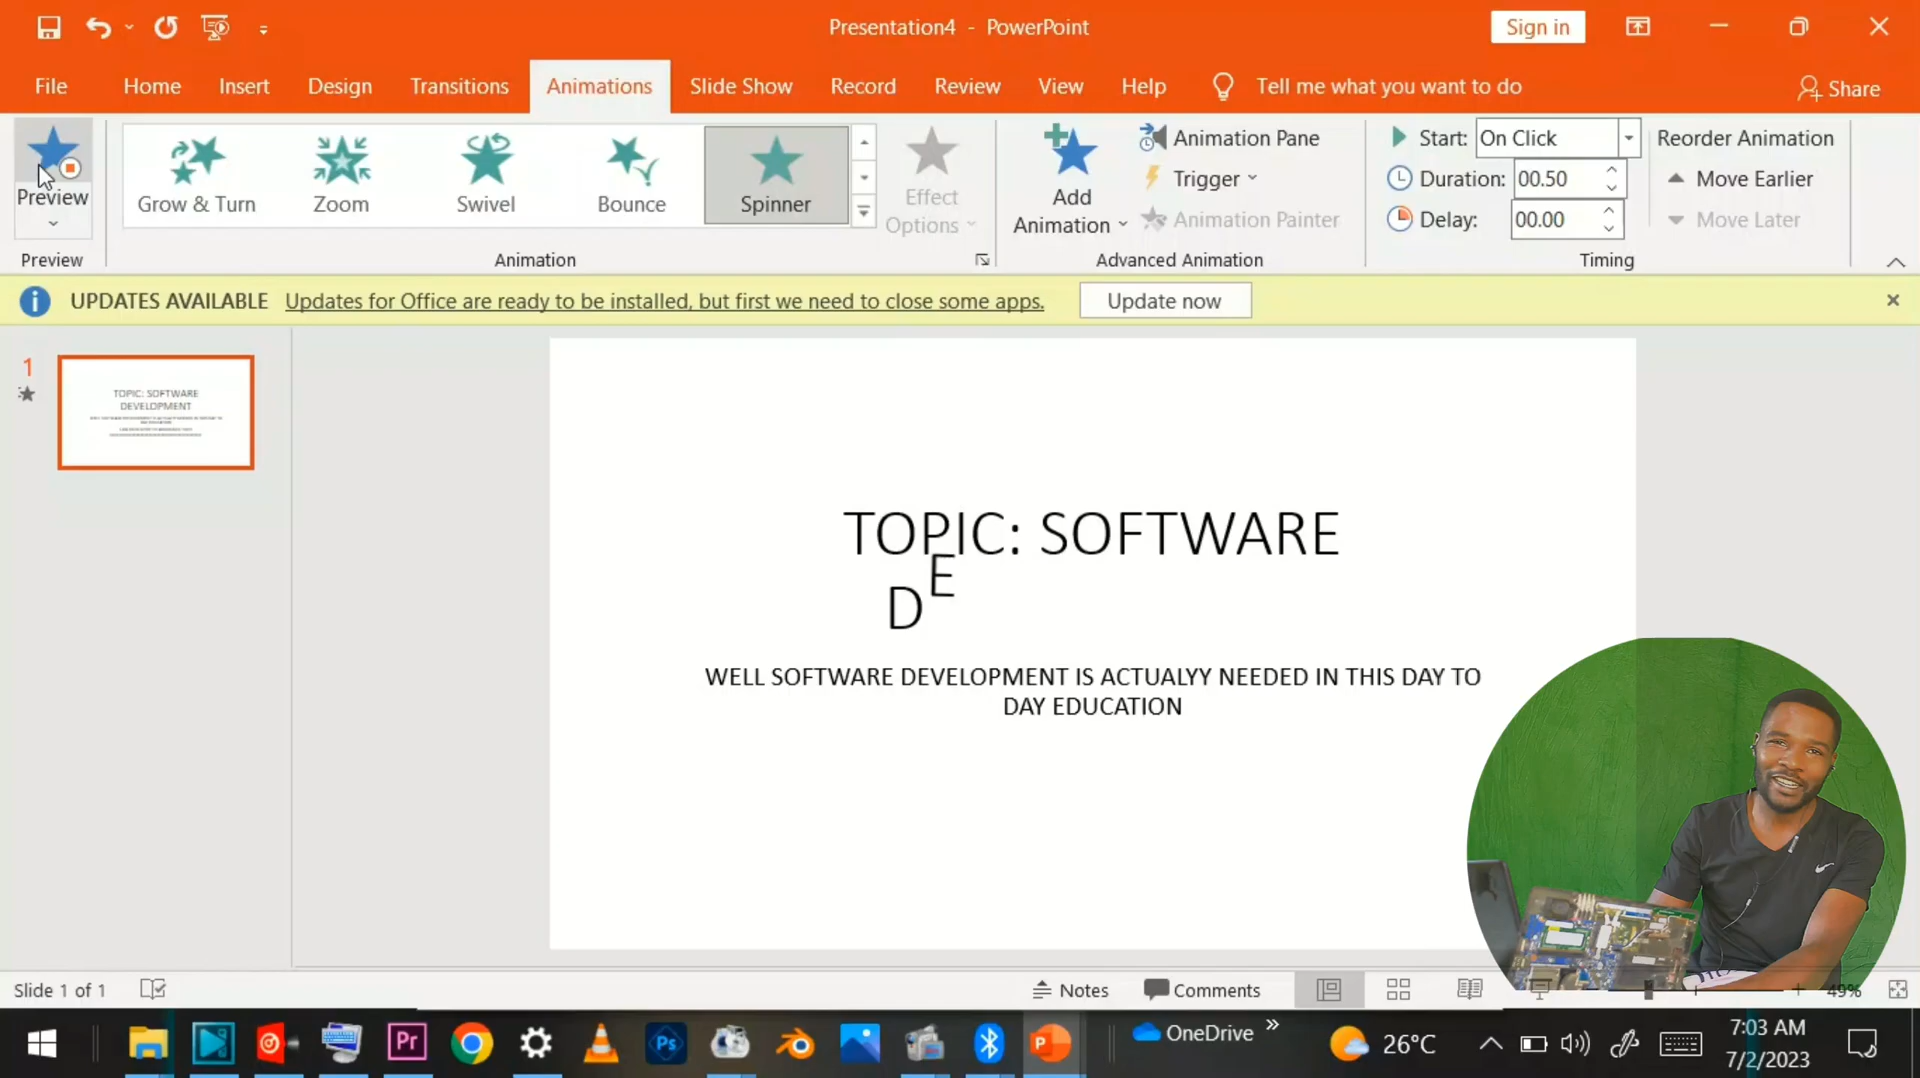 Presentation4 - PowerPoint
Sign in
File Home Insert Design Transitions Animations Slide Show Record Review View Help Tell me what you want to do Share
Preview
Grow & Turn Zoom Swivel Bounce Spinner
Effect Options
Add Animation
Animation Pane
Trigger
Animation Painter
Start: On Click
Duration: 00.50
Delay: 00.00
Reorder Animation
Move Earlier
Move Later
Preview Animation Advanced Animation Timing
UPDATES AVAILABLE Updates for Office are ready to be installed, but first we need to close some apps. Update now
1
TOPIC: SOFTWARE
DEVELOPMENT
TOPIC: SOFTWARE
DE
WELL SOFTWARE DEVELOPMENT IS ACTUALYY NEEDED IN THIS DAY TO
DAY EDUCATION
Slide 1 of 1 Notes Comments 49%
Pr Ps P OneDrive 26°C 7:03 AM
7/2/2023